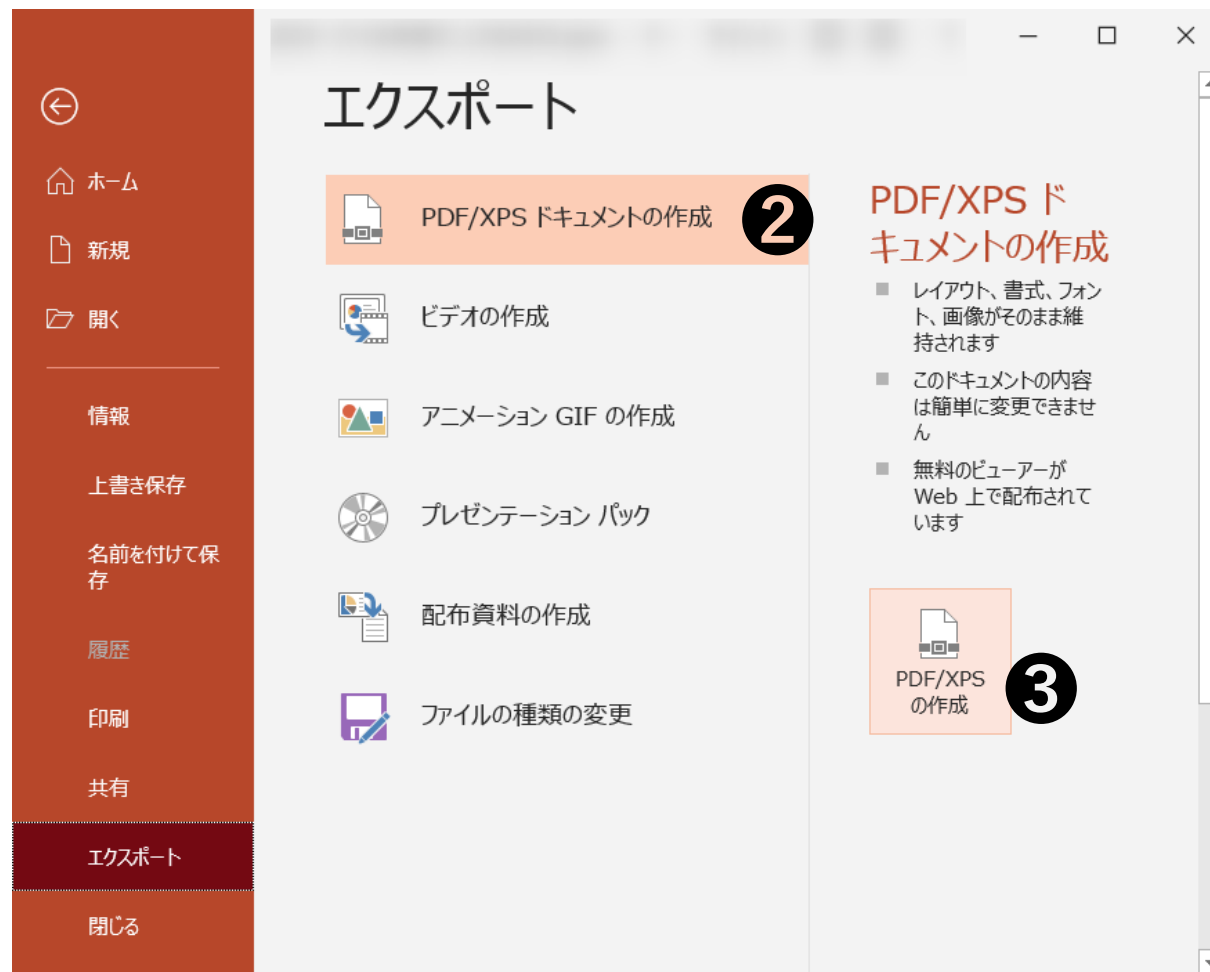 エクスポート
ホーム
新規
開く
情報
上書き保存
名前を付けて保
存
履歴
印刷
共有
エクスポート
閉じる
PDF/XPS ドキュメントの作成
2
ビデオの作成
アニメーション GIF の作成
プレゼンテーション パック
配布資料の作成
ファイルの種類の変更
PDF/XPS ド
キュメントの作成
レイアウト、書式、フォン
ト、画像がそのまま維
持されます
このドキュメントの内容
は簡単に変更できませ
ん
無料のビューアーが
Web 上で配布されて
います
PDF/XPS
の作成
3